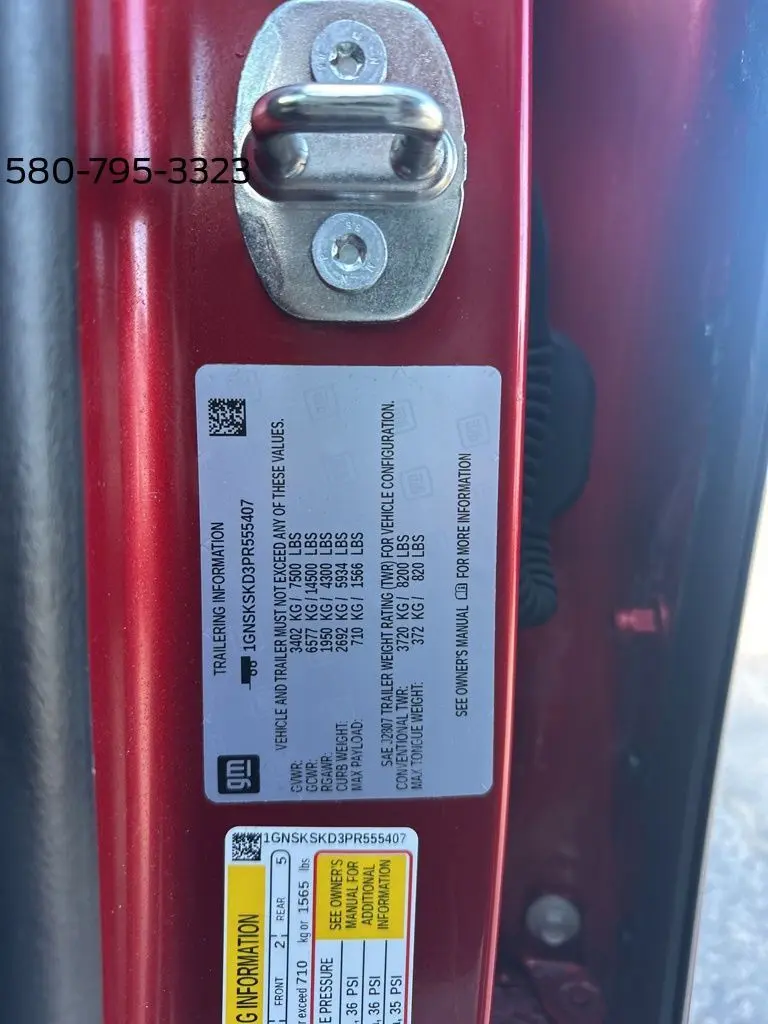 580-795-3323
TRAILERING INFORMATION
1GNSKSKD3PR555407
VEHICLE AND TRAILER MUST NOT EXCEED ANY OF THESE VALUES.
GVWR: 3402 KG/ 7500 LBS
GCWR: 6577 KG/ 14500 LBS
RGAWR: 1950 KG/ 4300 LBS
CURB WEIGHT: 2692 KG/ 5934 LBS
MAX PAYLOAD: 710 KG/ 1566 LBS
SAE J2807 TRAILER WEIGHT RATING (TWR) FOR VEHICLE CONFIGURATION.
CONVENTIONAL TWR: 3720 KG/ 8200 LBS
MAX TONGUE WEIGHT: 372 KG/ 820 LBS
SEE OWNER'S MANUAL FOR MORE INFORMATION
gm
1GNSKSKD3PR555407
G INFORMATION
FRONT 2 REAR 5
exceed 710 kg or 1565 lbs
E PRESSURE
, 36 PSI
, 36 PSI
, 35 PSI
SEE OWNER'S
MANUAL FOR
ADDITIONAL
INFORMATION